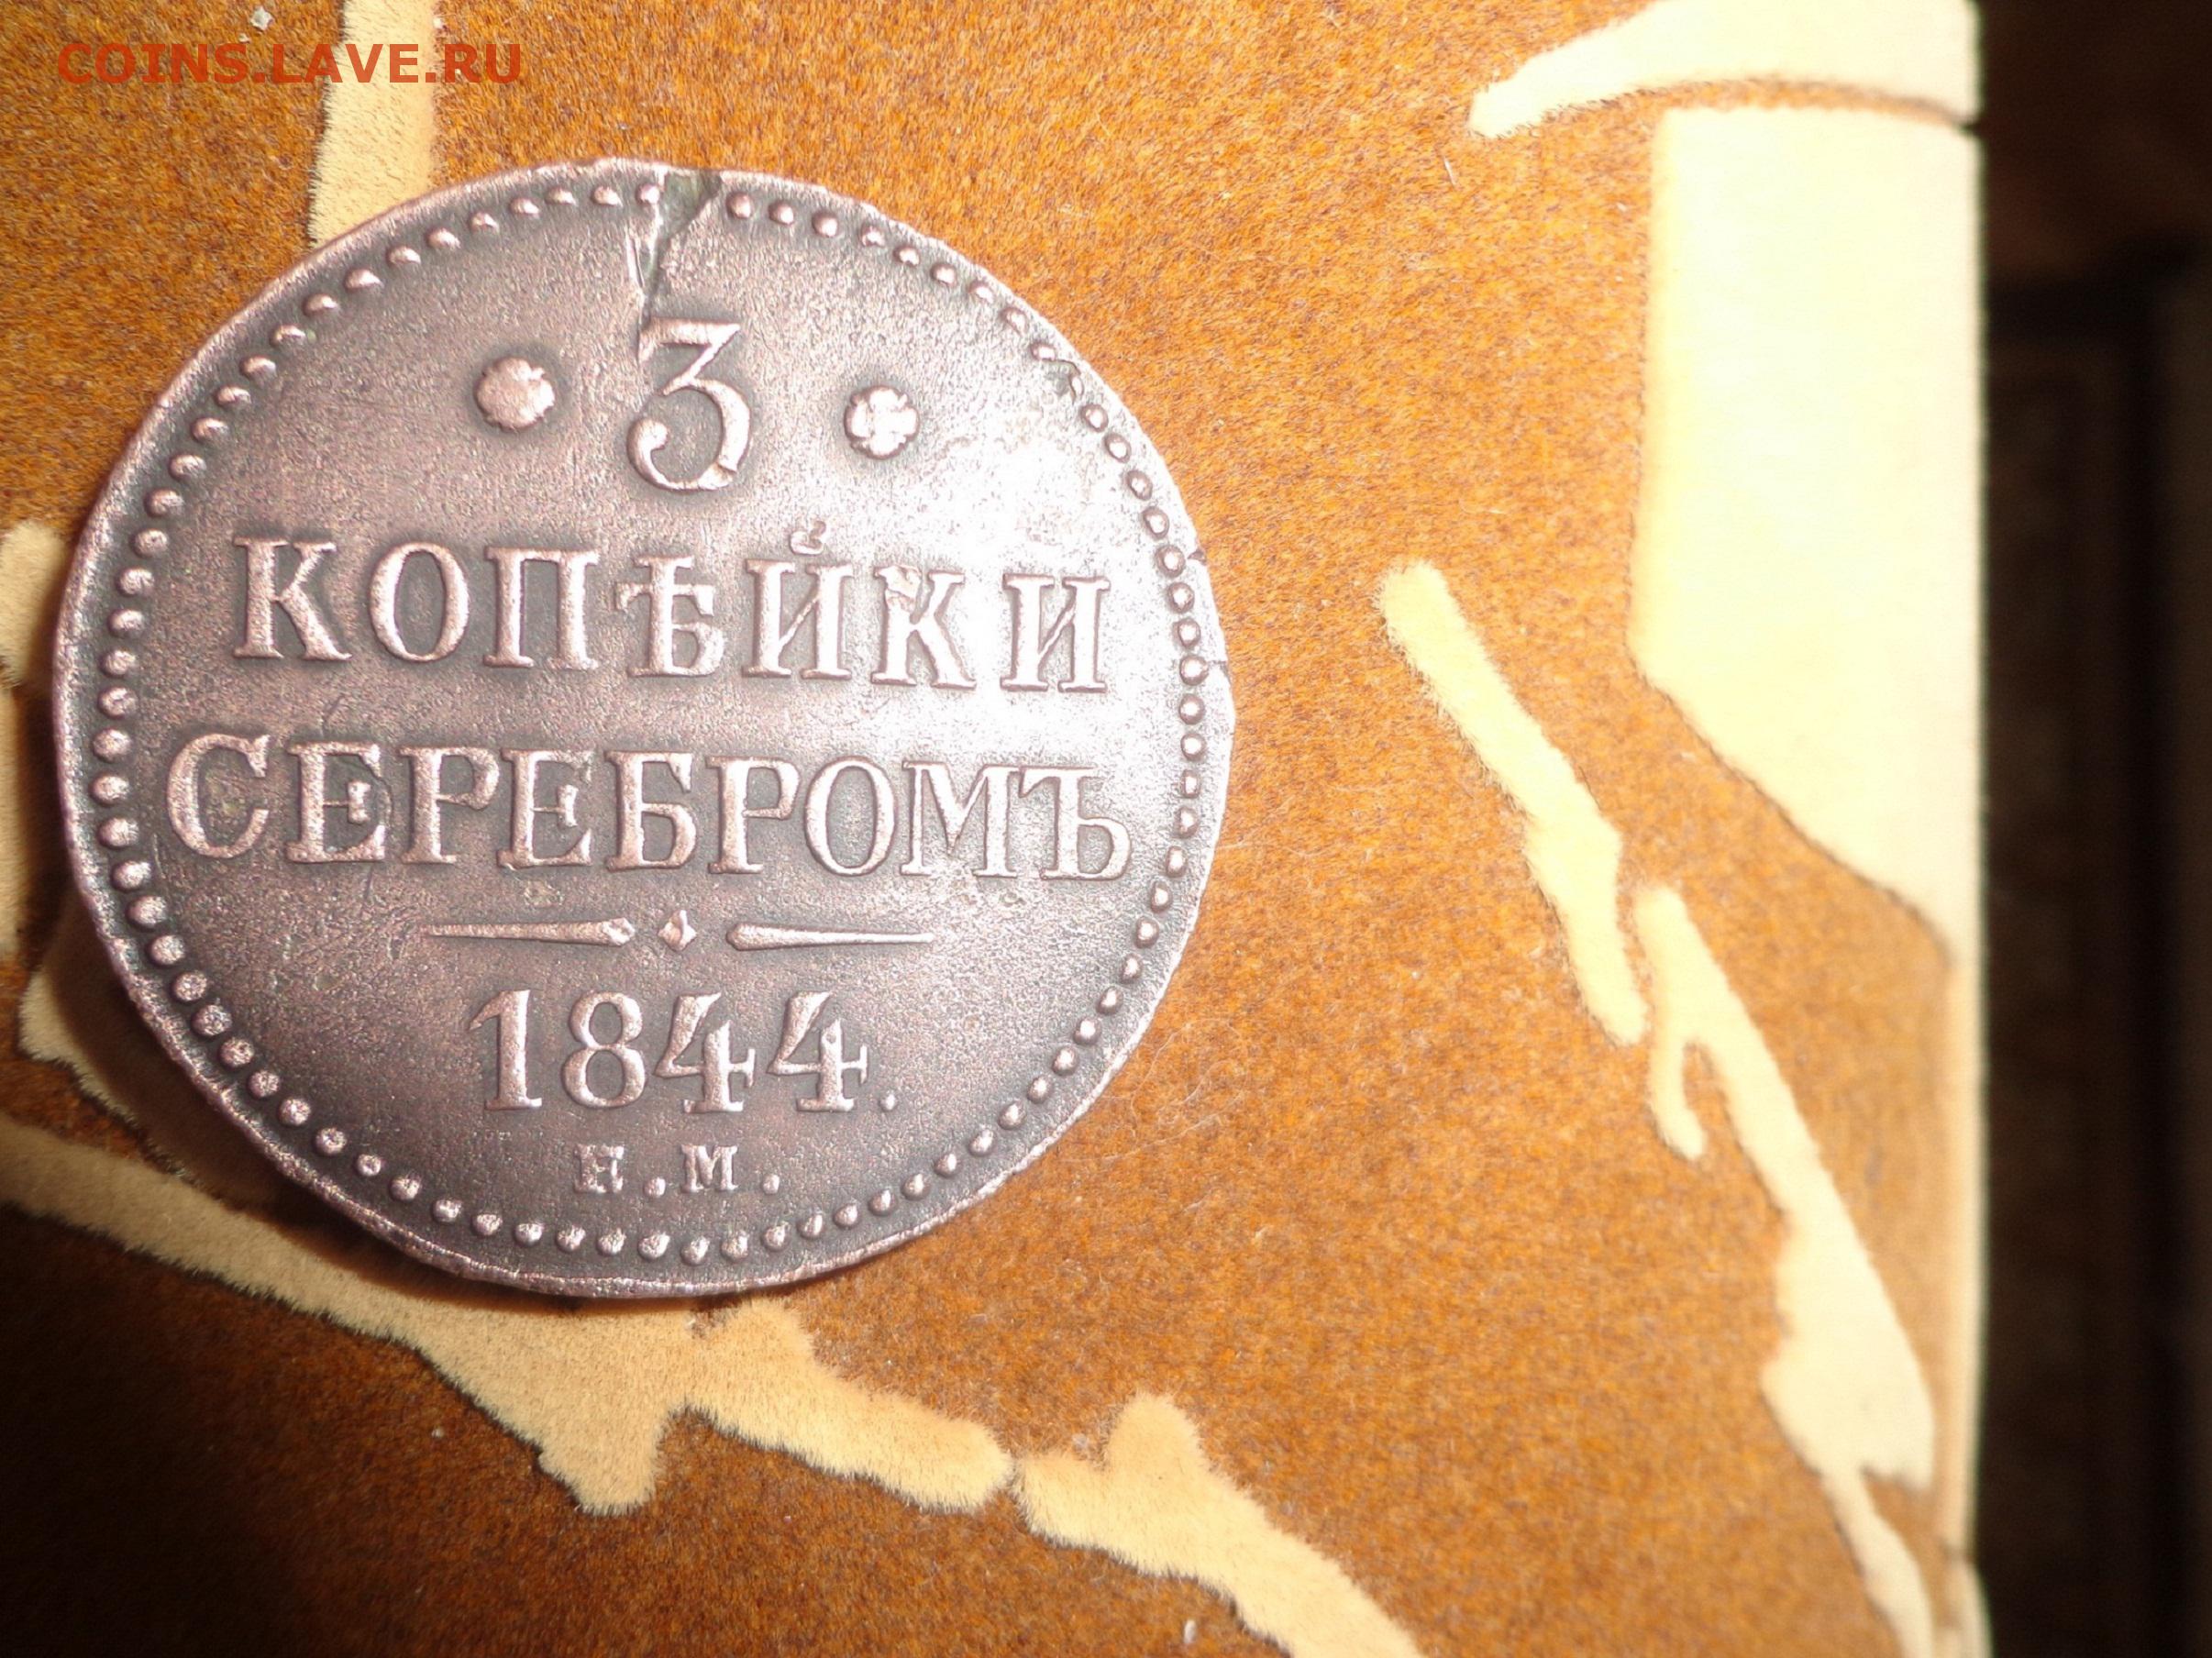 COINS.LAVE.RU
3
КОПѢЙКИ
СЕРЕБРОМЪ
1844.
Е.М.